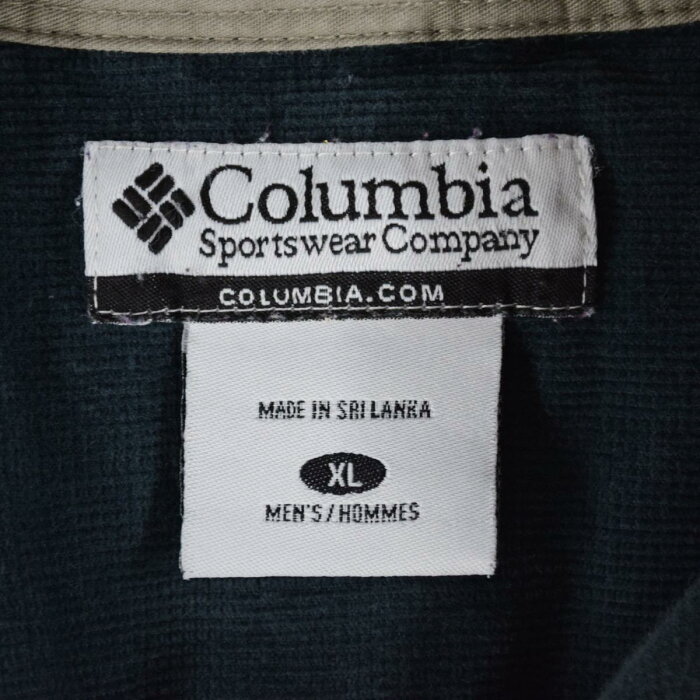 Columbia
Sportswear Company
COLUMBIA.COM
MADE IN SRI LANKA
XL
MEN'S/HOMMES